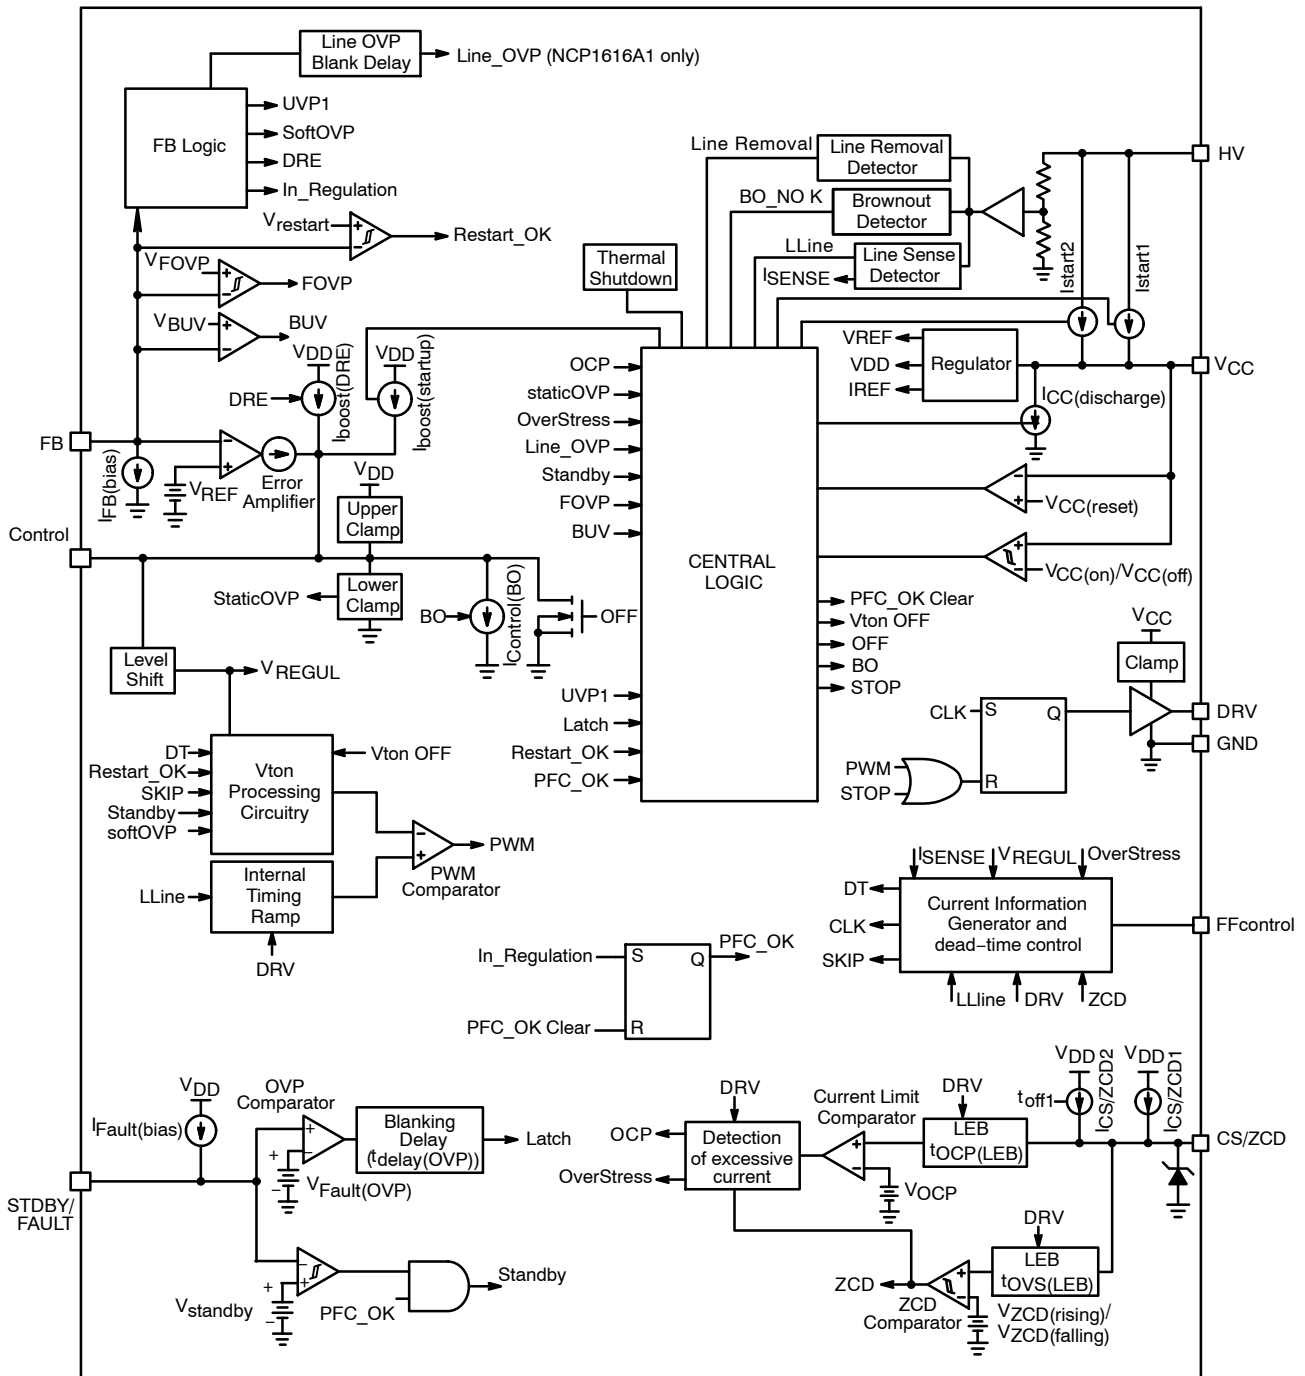 Line OVP
Blank Delay
Line_OVP (NCP1616A1 only)
FB Logic
UVP1
SoftOVP
DRE
In_Regulation
Vrestart
Restart_OK
VFOVP
FOVP
VBUV
BUV
VDD
DRE
Iboost(DRE)
VDD
Iboost(startup)
FB
IFB(bias)
VREF
Error
Amplifier
VDD
Upper
Clamp
Control
Lower
Clamp
StaticOVP
BO
IControl(BO)
OFF
Level
Shift
VREGUL
DT
Restart_OK
SKIP
Standby
softOVP
Vton
Processing
Circuitry
Vton OFF
LLine
Internal
Timing
Ramp
DRV
PWM
PWM
Comparator
Thermal
Shutdown
Line Removal
Line Removal
Detector
BO_NO K
Brownout
Detector
LLine
ISENSE
Line Sense
Detector
Istart2
Istart1
HV
VREF
VDD
IREF
Regulator
VCC
ICC(discharge)
VCC(reset)
VCC(on)/VCC(off)
OCP
staticOVP
OverStress
Line_OVP
Standby
FOVP
BUV
CENTRAL
LOGIC
UVP1
Latch
Restart_OK
PFC_OK
PFC_OK Clear
Vton OFF
OFF
BO
STOP
VCC
Clamp
CLK
S
Q
R
PWM
STOP
DRV
GND
ISENSE
VREGUL
OverStress
DT
CLK
SKIP
Current Information
Generator and
dead-time control
FFcontrol
LLline
DRV
ZCD
In_Regulation
S
Q
PFC_OK
PFC_OK Clear
R
VDD
IFault(bias)
OVP
Comparator
+
−
Blanking
Delay
(tdelay(OVP))
Latch
+
−
VFault(OVP)
STDBY/
FAULT
−
+
+
−
Vstandby
PFC_OK
Standby
DRV
OCP
OverStress
Detection
of excessive
current
Current Limit
Comparator
DRV
LEB
tOCP(LEB)
VOCP
toff1
VDD
ICS/ZCD2
VDD
ICS/ZCD1
CS/ZCD
DRV
LEB
tOVS(LEB)
ZCD
ZCD
Comparator
VZCD(rising)/
VZCD(falling)